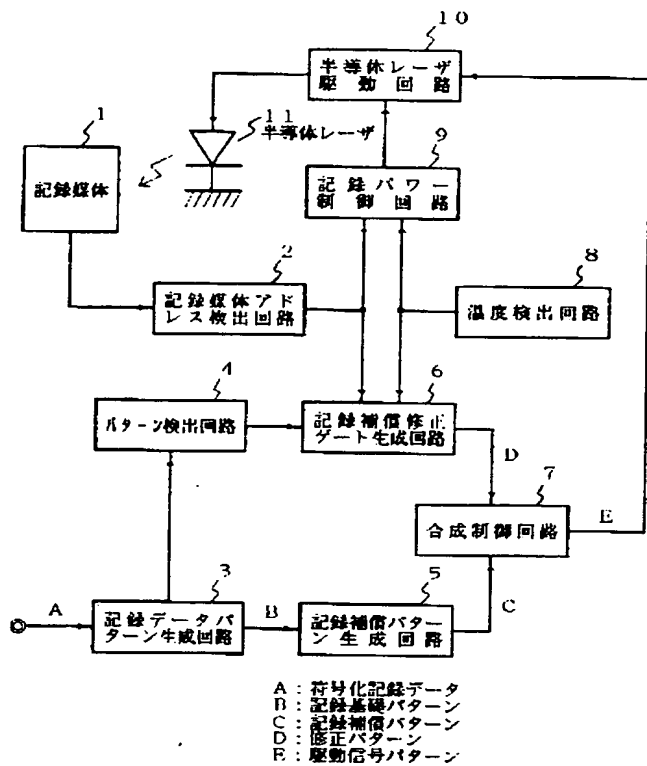 10
半導体レーザ
駆動回路
1
11
半導体レーザ
9
記録媒体
記録パワー
制御回路
2
8
記録媒体アド
レス検出回路
温度検出回路
4
6
パターン検出回路
記録補償修正
ゲート生成回路
D
7
合成制御回路
E
3
5
A
記録データパ
ターン生成回路
B
記録補償パター
ン生成回路
C
A：符号化記録データ
B：記録基礎パターン
C：記録補償パターン
D：修正パターン
E：駆動信号パターン